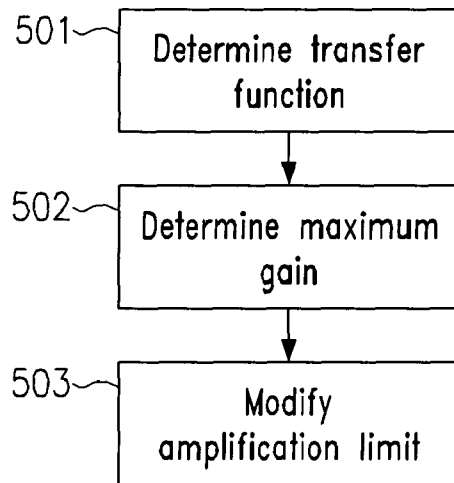 501
Determine transfer
function
502
Determine maximum
gain
503
Modify
amplification limit